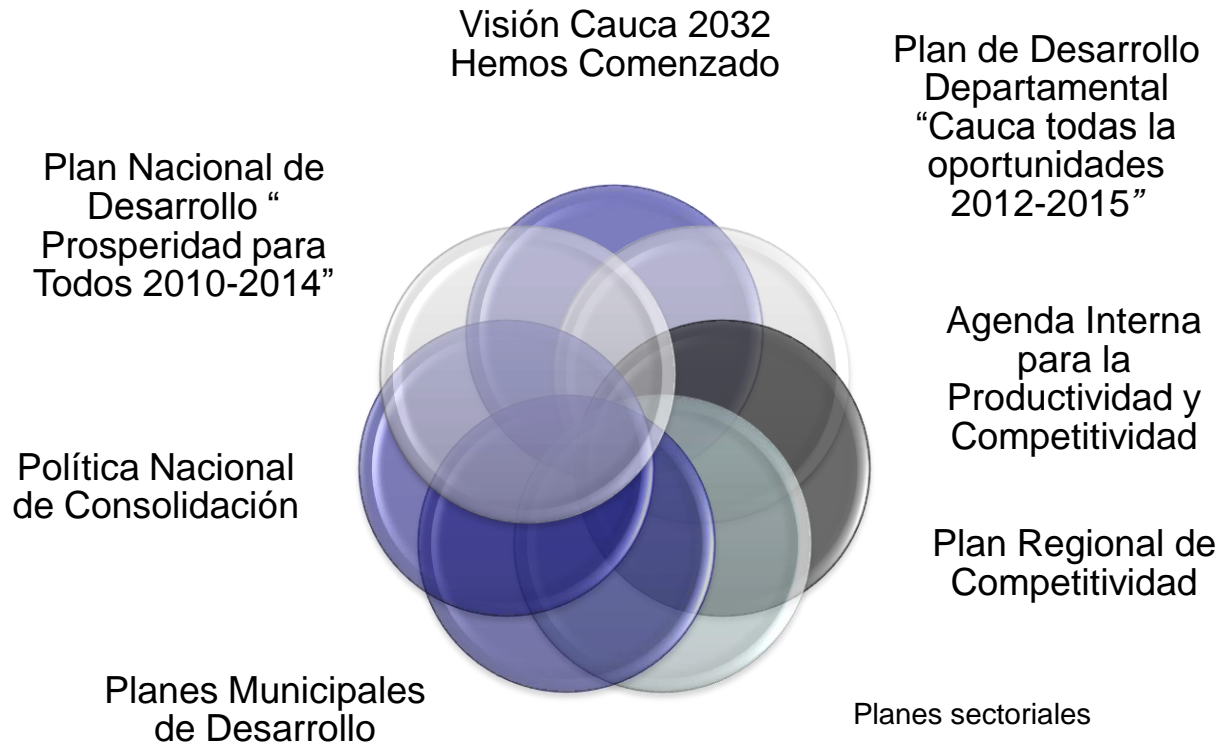 Visión Cauca 2032
Hemos Comenzado
Plan de Desarrollo
Departamental
“Cauca todas la
oportunidades
2012-2015”
Agenda Interna
para la
Productividad y
Competitividad
Plan Regional de
Competitividad
Planes sectoriales
Planes Municipales
de Desarrollo
Política Nacional
de Consolidación
Plan Nacional de
Desarrollo “
Prosperidad para
Todos 2010-2014”